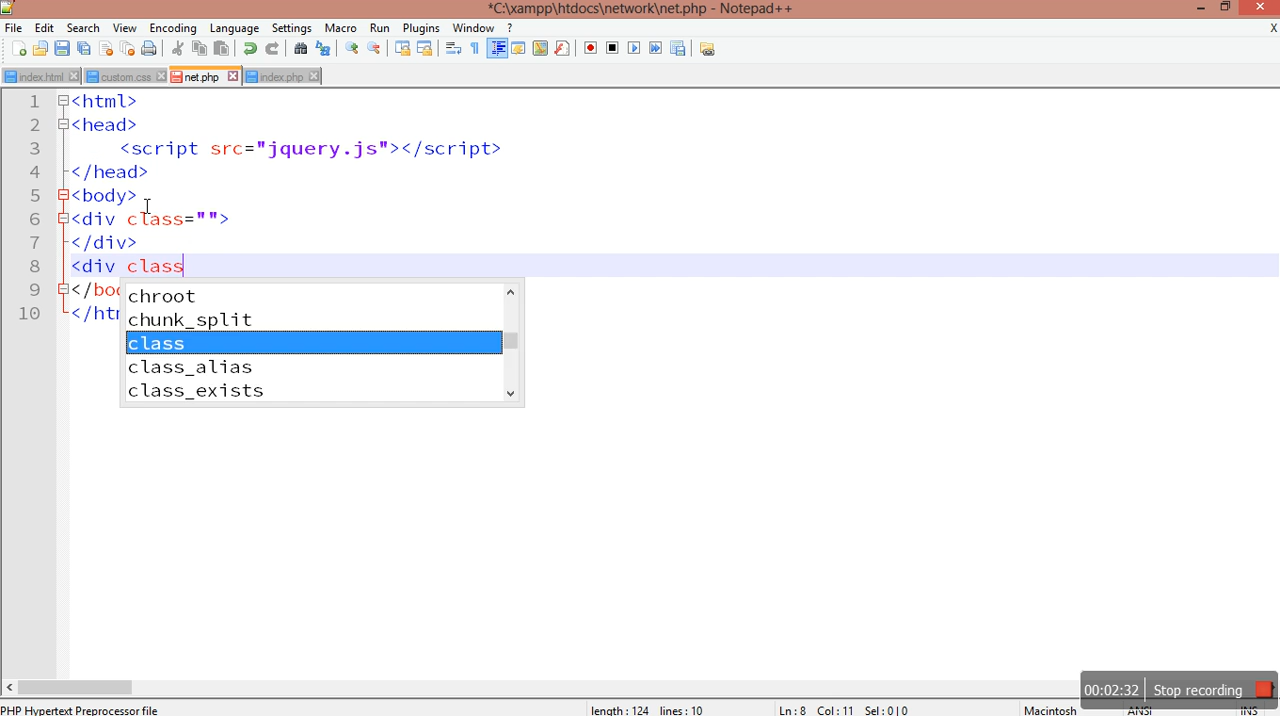 *C:\xampp\htdocs\network\net.php - Notepad++
File Edit Search View Encoding Language Settings Macro Run Plugins Window ? X
index.html custom.css net.php index.php
1 <html>
2 <head>
3 <script src="jquery.js"></script>
4 </head>
5 <body>
6 <div class="">
7 </div>
8 <div class
9 </bod
10 </htm
chroot
chunk_split
class
class_alias
class_exists
00:02:32 Stop recording
PHP Hypertext Preprocessor file length : 124 lines : 10 Ln : 8 Col : 11 Sel : 0 | 0 Macintosh ANSI INS